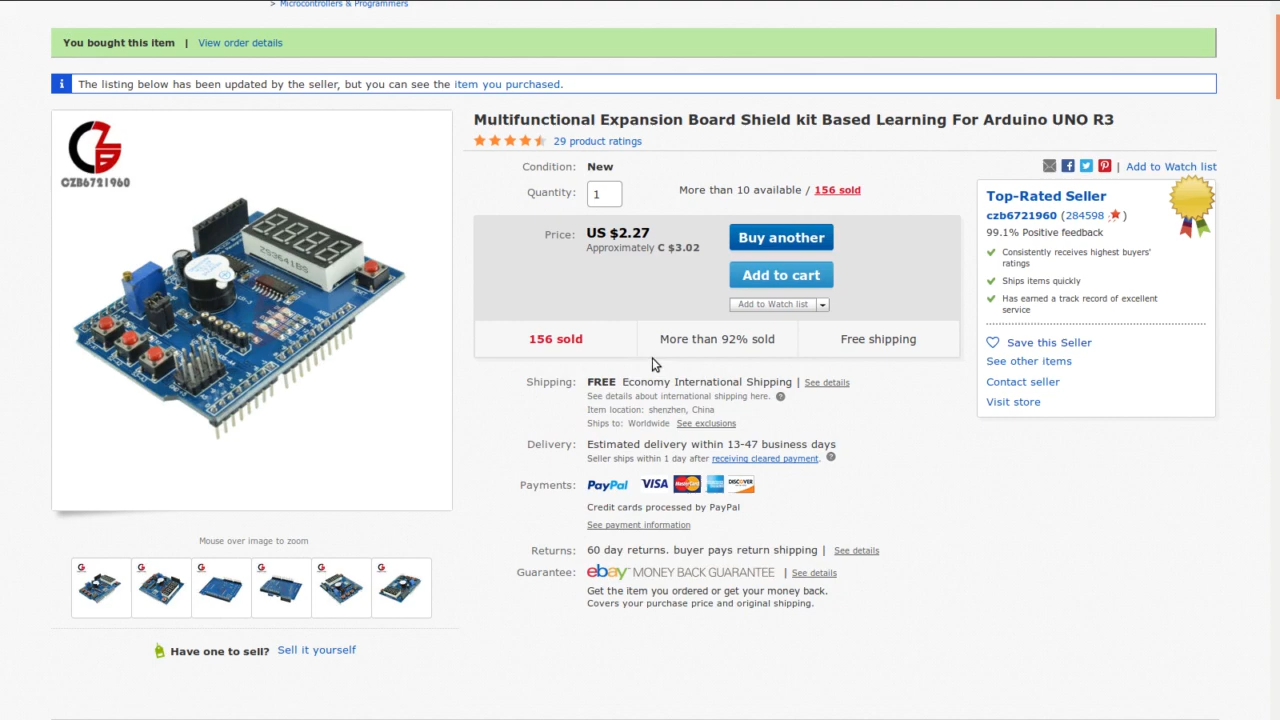 > Microcontrollers & Programmers
You bought this item | View order details
i The listing below has been updated by the seller, but you can see the item you purchased.
CZB6721960
ZS3641BS
Multifunctional Expansion Board Shield kit Based Learning For Arduino UNO R3
29 product ratings
Condition: New
| Add to Watch list
Quantity: 1 More than 10 available / 156 sold
Price: US $2.27
Approximately C $3.02
Buy another
Add to cart
Add to Watch list
156 sold More than 92% sold Free shipping
Shipping: FREE Economy International Shipping | See details
See details about international shipping here. ?
Item location: shenzhen, China
Ships to: Worldwide See exclusions
Delivery: Estimated delivery within 13-47 business days
Seller ships within 1 day after receiving cleared payment. ?
Payments: PayPal VISA MasterCard DISCOVER
Credit cards processed by PayPal
See payment information
Returns: 60 day returns. buyer pays return shipping | See details
Guarantee: ebay MONEY BACK GUARANTEE | See details
Get the item you ordered or get your money back.
Covers your purchase price and original shipping.
Top-Rated Seller
czb6721960 (284598 )
99.1% Positive feedback
Consistently receives highest buyers'
ratings
Ships items quickly
Has earned a track record of excellent
service
Save this Seller
See other items
Contact seller
Visit store
Mouse over image to zoom
Have one to sell? Sell it yourself